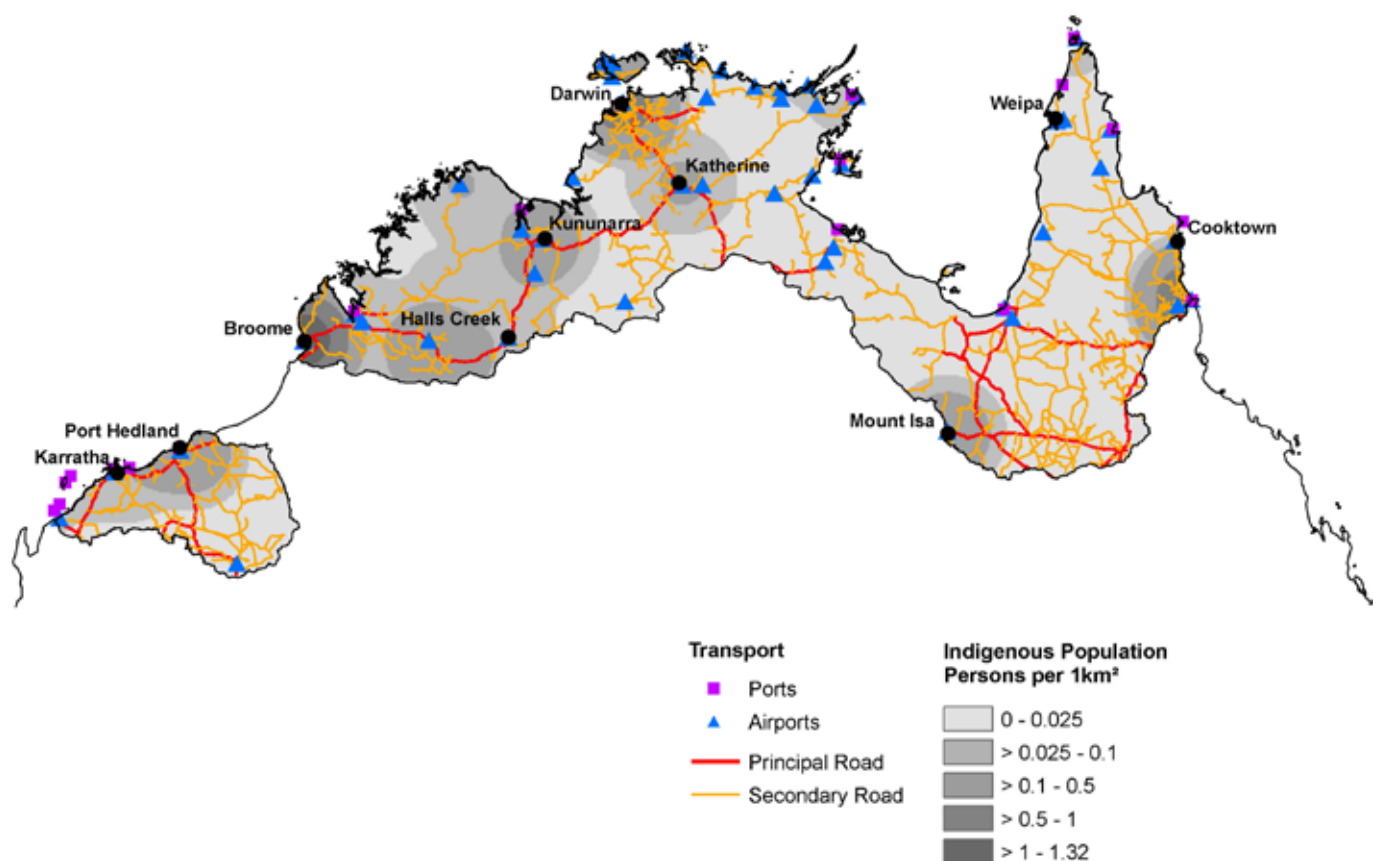 Darwin
Weipa
Katherine
Kununarra
Cooktown
Broome
Halls Creek
Mount Isa
Port Hedland
Karratha
Transport
Ports
Airports
Principal Road
Secondary Road
Indigenous Population
Persons per 1km²
0 - 0.025
> 0.025 - 0.1
> 0.1 - 0.5
> 0.5 - 1
> 1 - 1.32